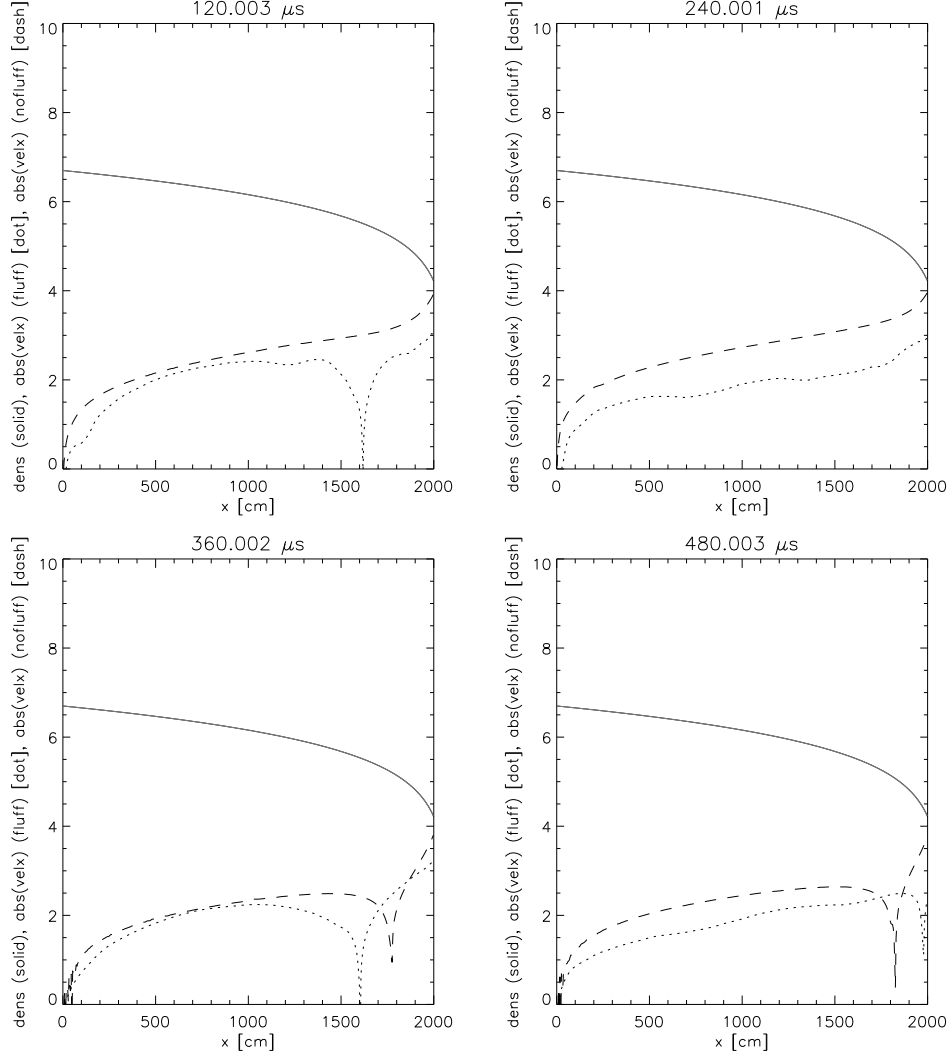 120.003 μs
dens (solid), abs(velx) (fluff) [dot], abs(velx) (nofluff) [dash]
10
8
6
4
2
0
0 500 1000 1500 2000
x [cm]
240.001 μs
dens (solid), abs(velx) (fluff) [dot], abs(velx) (nofluff) [dash]
10
8
6
4
2
0
0 500 1000 1500 2000
x [cm]
360.002 μs
dens (solid), abs(velx) (fluff) [dot], abs(velx) (nofluff) [dash]
10
8
6
4
2
0
0 500 1000 1500 2000
x [cm]
480.003 μs
dens (solid), abs(velx) (fluff) [dot], abs(velx) (nofluff) [dash]
10
8
6
4
2
0
0 500 1000 1500 2000
x [cm]